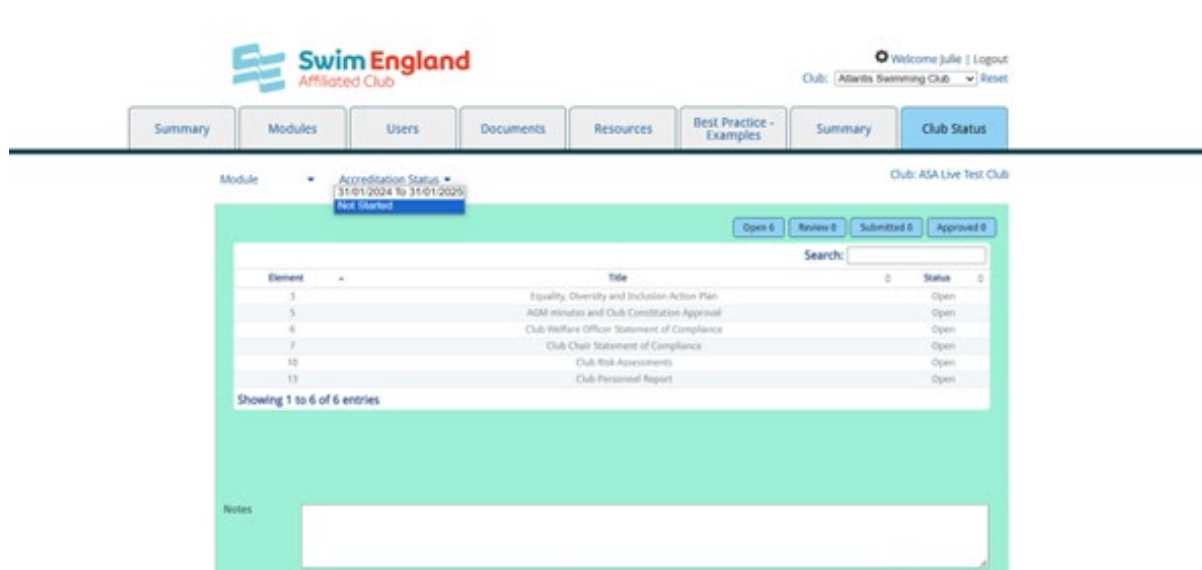 Swim England
Affiliated Club
Welcome Julie | Logout
Club: Atlantis Swimming Club Reset
Summary Modules Users Documents Resources Best Practice - Examples Summary Club Status
Module Accreditation Status Club: ASA Live Test Club
31/01/2024 To 31/01/2025
Not Started
Open 6 Review 0 Submitted 0 Approved 0
Search:
Element Title Status
3 Equality, Diversity and Inclusion Action Plan Open
5 AGM minutes and Club Constitution Approval Open
6 Club Welfare Officer Statement of Compliance Open
7 Club Chair Statement of Compliance Open
10 Club Risk Assessments Open
13 Club Personnel Report Open
Showing 1 to 6 of 6 entries
Notes